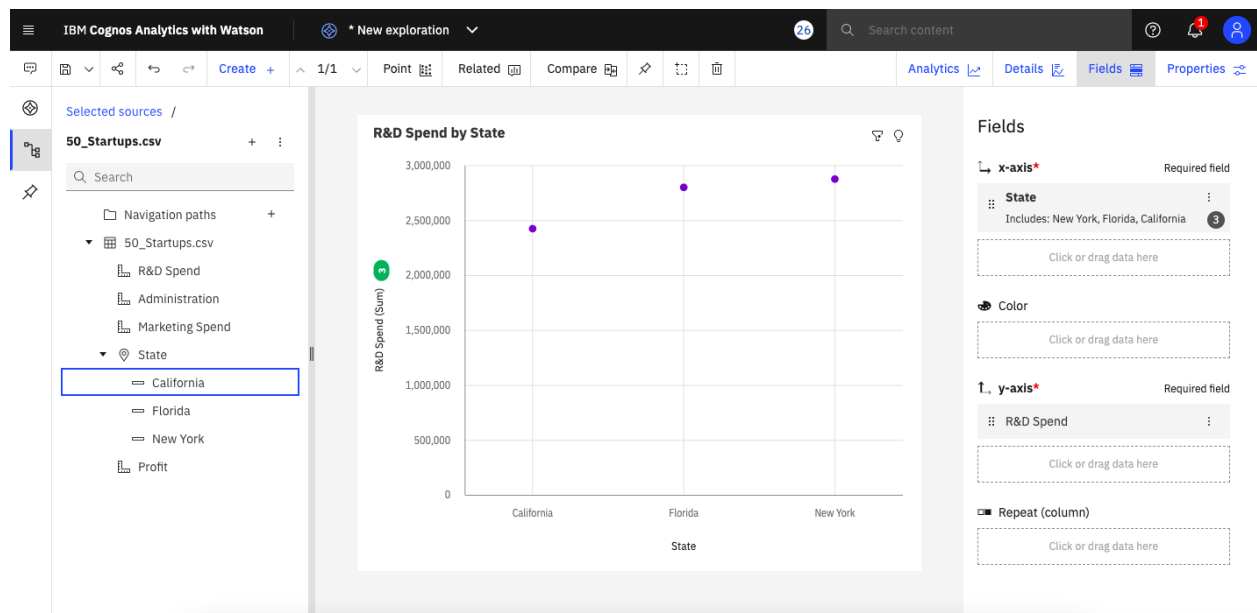 IBM Cognos Analytics with Watson
* New exploration
26
Search content
1
Create +
1/1
Point
Related
Compare
Analytics
Details
Fields
Properties
Selected sources /
50_Startups.csv
Search
Navigation paths
50_Startups.csv
R&D Spend
Administration
Marketing Spend
State
California
Florida
New York
Profit
R&D Spend by State
3,000,000
2,500,000
2,000,000
1,500,000
1,000,000
500,000
0
R&D Spend (Sum)
3
California
Florida
New York
State
Fields
x-axis*
Required field
State
Includes: New York, Florida, California
3
Click or drag data here
Color
Click or drag data here
y-axis*
Required field
R&D Spend
Click or drag data here
Repeat (column)
Click or drag data here